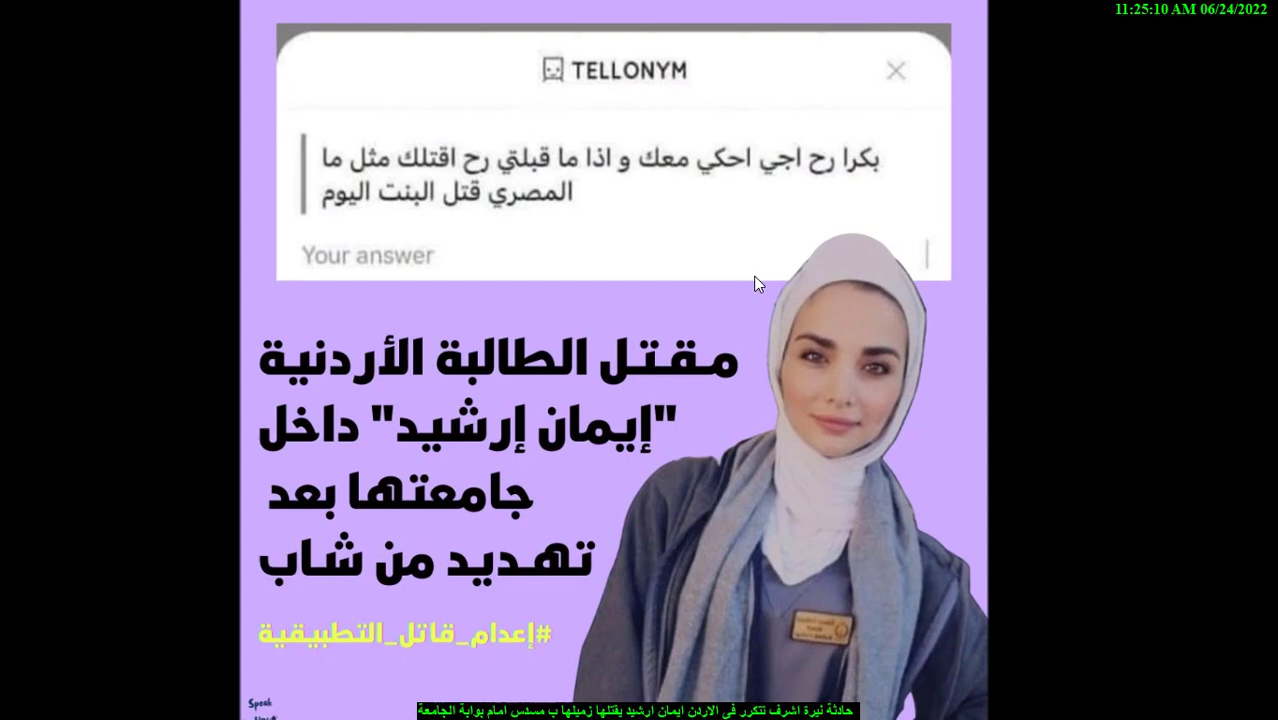 11:25:10 AM 06/24/2022
TELLONYM
بكرا رح اجي احكي معك و اذا ما قبلتي رح اقتلك مثل ما
المصري قتل البنت اليوم
Your answer
مقتل الطالبة الأردنية
"إيمان إرشيد" داخل
جامعتها بعد
تهديد من شاب
#إعدام_قاتل_التطبيقية
Speak
حادثة نيرة اشرف تتكرر في الاردن ايمان ارشيد يقتلها زميلها ب مسدس امام بوابة الجامعة